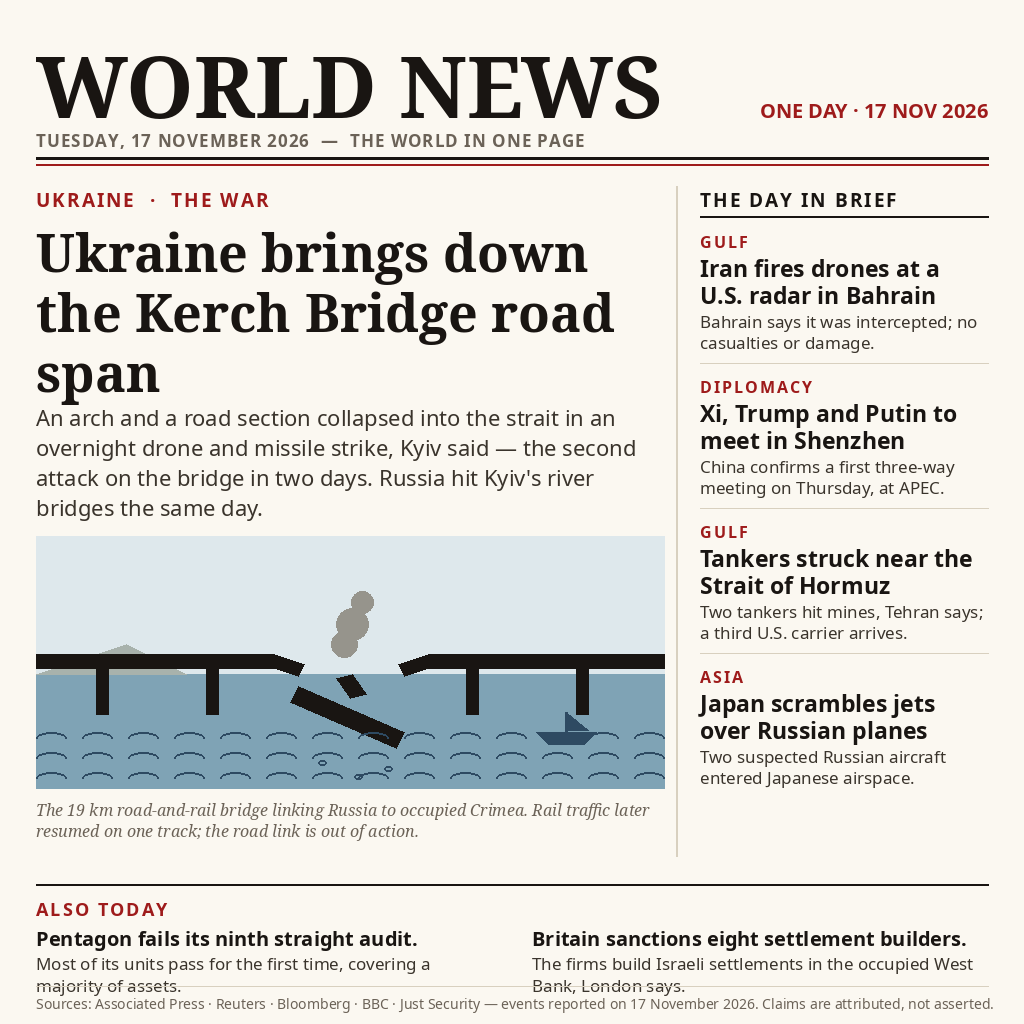 WORLD NEWS
ONE DAY · 17 NOV 2026
TUESDAY, 17 NOVEMBER 2026 — THE WORLD IN ONE PAGE
UKRAINE · THE WAR
Ukraine brings down
the Kerch Bridge road
span
An arch and a road section collapsed into the strait in an
overnight drone and missile strike, Kyiv said — the second
attack on the bridge in two days. Russia hit Kyiv's river
bridges the same day.
The 19 km road-and-rail bridge linking Russia to occupied Crimea. Rail traffic later
resumed on one track; the road link is out of action.
THE DAY IN BRIEF
GULF
Iran fires drones at a
U.S. radar in Bahrain
Bahrain says it was intercepted; no
casualties or damage.
DIPLOMACY
Xi, Trump and Putin to
meet in Shenzhen
China confirms a first three-way
meeting on Thursday, at APEC.
GULF
Tankers struck near the
Strait of Hormuz
Two tankers hit mines, Tehran says;
a third U.S. carrier arrives.
ASIA
Japan scrambles jets
over Russian planes
Two suspected Russian aircraft
entered Japanese airspace.
ALSO TODAY
Pentagon fails its ninth straight audit.
Most of its units pass for the first time, covering a
majority of assets.
Britain sanctions eight settlement builders.
The firms build Israeli settlements in the occupied West
Bank, London says.
Sources: Associated Press · Reuters · Bloomberg · BBC · Just Security — events reported on 17 November 2026. Claims are attributed, not asserted.